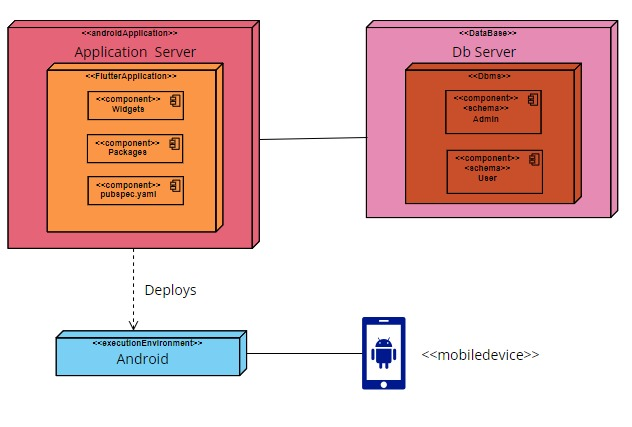 <<androidApplication>>
Application Server
<<FlutterApplication>>
<<component>>
Widgets
<<component>>
Packages
<<component>>
pubspec.yaml
<<DataBase>>
Db Server
<<Dbms>>
<<component>>
<schema>>
Admin
<<component>>
<schema>>
User
Deploys
<<executionEnvironment>>
Android
<<mobiledevice>>